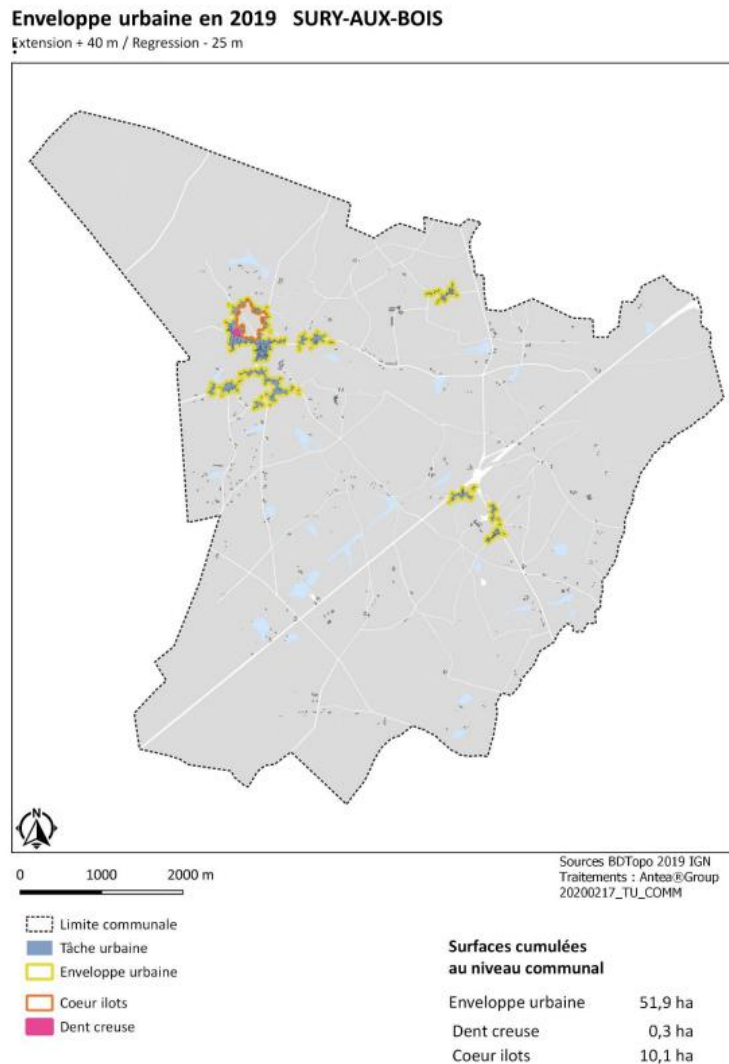 Enveloppe urbaine en 2019 SURY-AUX-BOIS
Extension + 40 m / Regression - 25 m
N
0 1000 2000 m
Sources BDTopo 2019 IGN
Traitements : Antea®Group
20200217_TU_COMM
Limite communale
Tâche urbaine
Enveloppe urbaine
Coeur ilots
Dent creuse
Surfaces cumulées
au niveau communal
Enveloppe urbaine 51,9 ha
Dent creuse 0,3 ha
Coeur ilots 10,1 ha